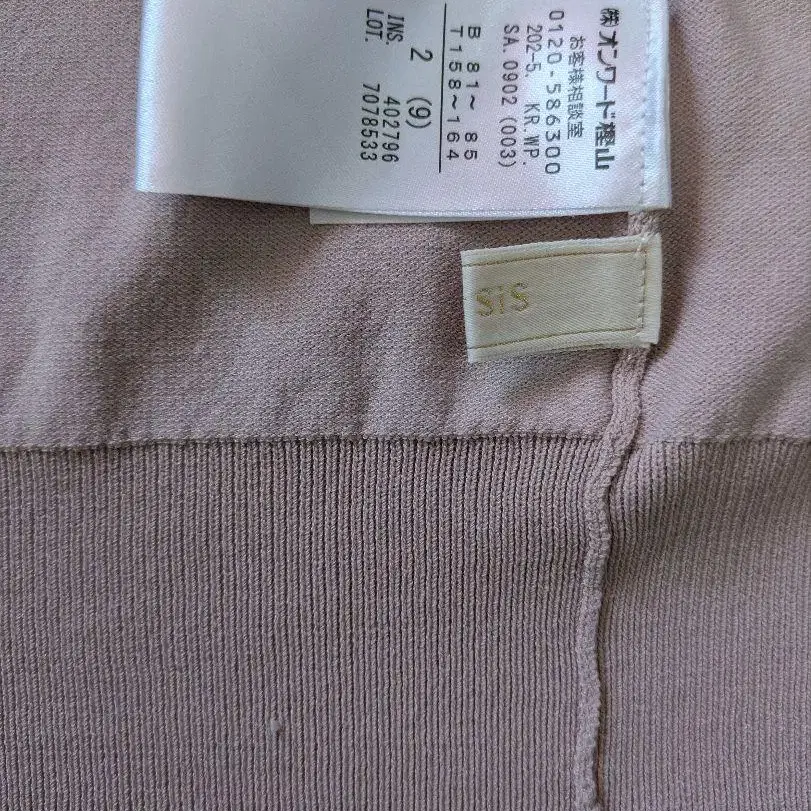 ㈱オンワード樫山
お客様相談室
0120-586300
202-5. KR.WP.
SA. 0902 (003)
B 81～ 85
T158～164
2 (9)
INS. 402796
LOT. 7078533
sis